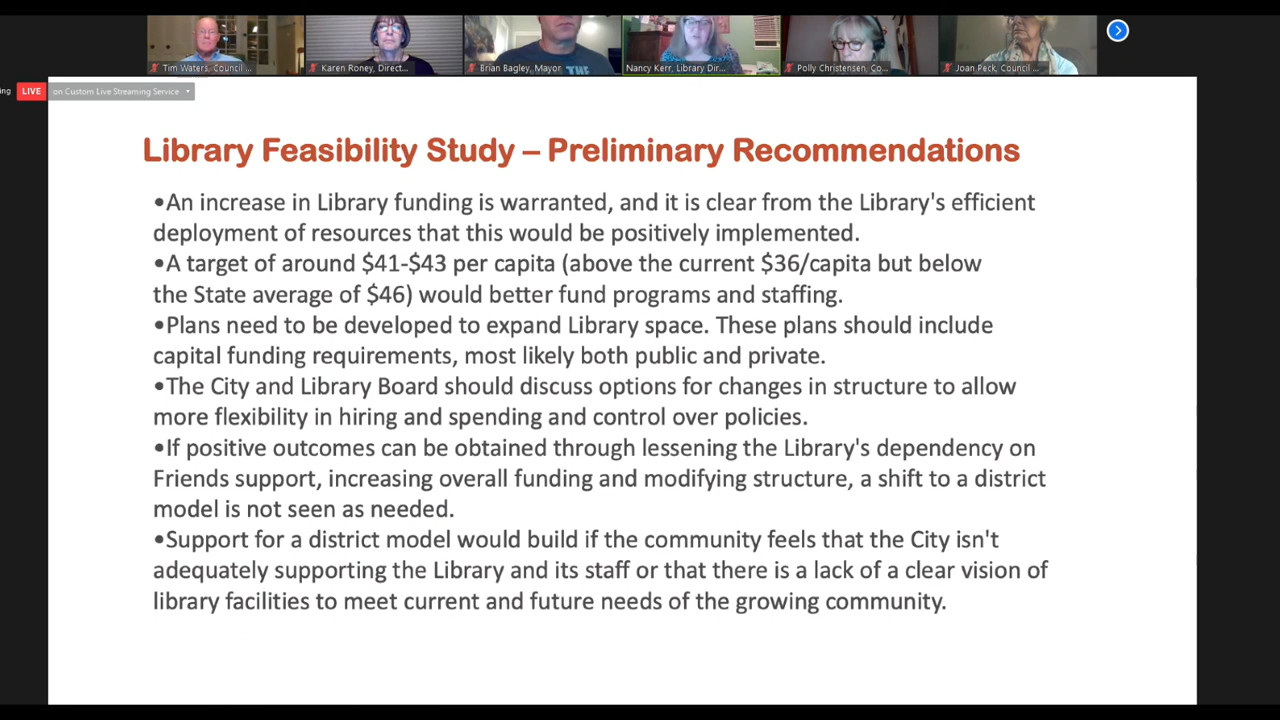 Tim Waters, Council ...
Karen Roney, Direct...
Brian Bagley, Mayor
Nancy Kerr, Library Dir...
Polly Christensen, Co...
Joan Peck, Council ...
THE
ing
LIVE
on Custom Live Streaming Service
Library Feasibility Study – Preliminary Recommendations
•An increase in Library funding is warranted, and it is clear from the Library's efficient
deployment of resources that this would be positively implemented.
•A target of around $41-$43 per capita (above the current $36/capita but below
the State average of $46) would better fund programs and staffing.
•Plans need to be developed to expand Library space. These plans should include
capital funding requirements, most likely both public and private.
•The City and Library Board should discuss options for changes in structure to allow
more flexibility in hiring and spending and control over policies.
•If positive outcomes can be obtained through lessening the Library's dependency on
Friends support, increasing overall funding and modifying structure, a shift to a district
model is not seen as needed.
•Support for a district model would build if the community feels that the City isn't
adequately supporting the Library and its staff or that there is a lack of a clear vision of
library facilities to meet current and future needs of the growing community.